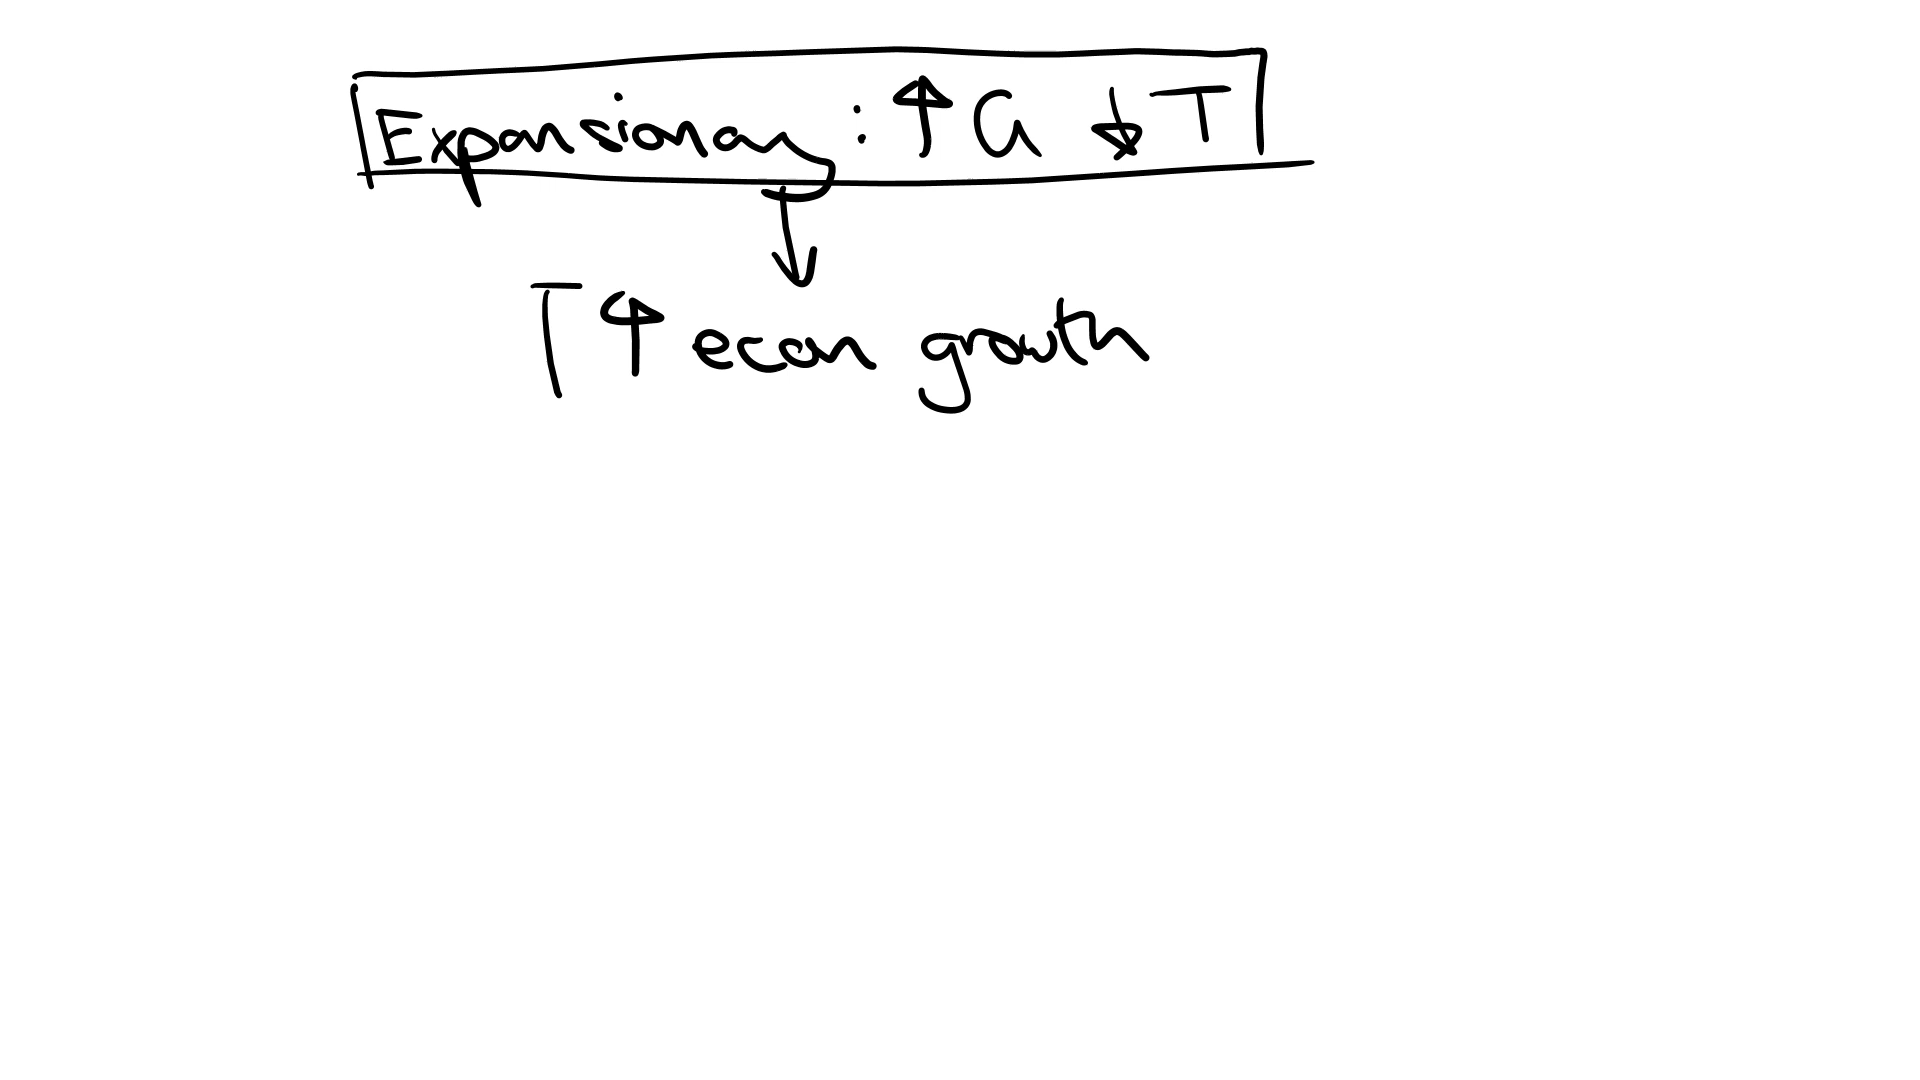 Expansionary : ↑ G ↓ T
T ↑ econ growth